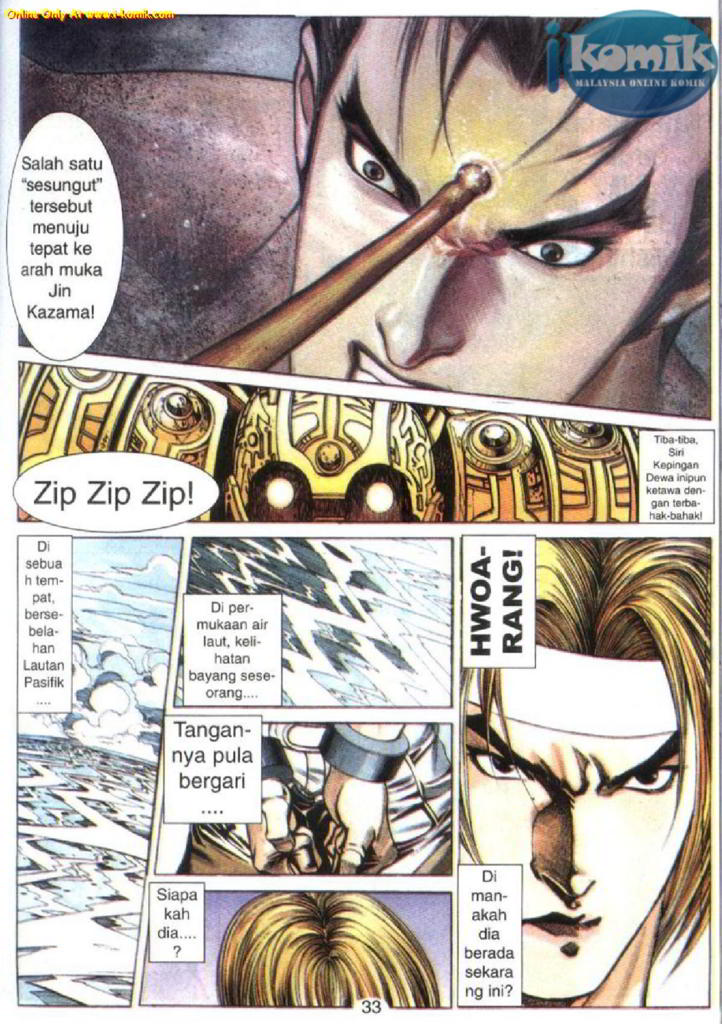 Online Only At www.i-komik.com
ikomik
MALAYSIA ONLINE KOMIK
Salah satu
"sesungut"
tersebut
menuju
tepat ke
arah muka
Jin
Kazama!
Zip Zip Zip!
Tiba-tiba,
Siri
Kepingan
Dewa inipun
ketawa den-
gan terba-
hak-bahak!
Di
sebua
h tem-
pat,
berse-
bela-
han
Lautan
Pasifik
....
Di per-
mukaan air
laut, keli-
hatan
bayang sese-
orang....
HWOA-
RANG!
Tangan-
nya pula
bergari
....
Siapa
kah
dia....
?
Di
man-
akah
dia
berada
sekara
ng ini?
33